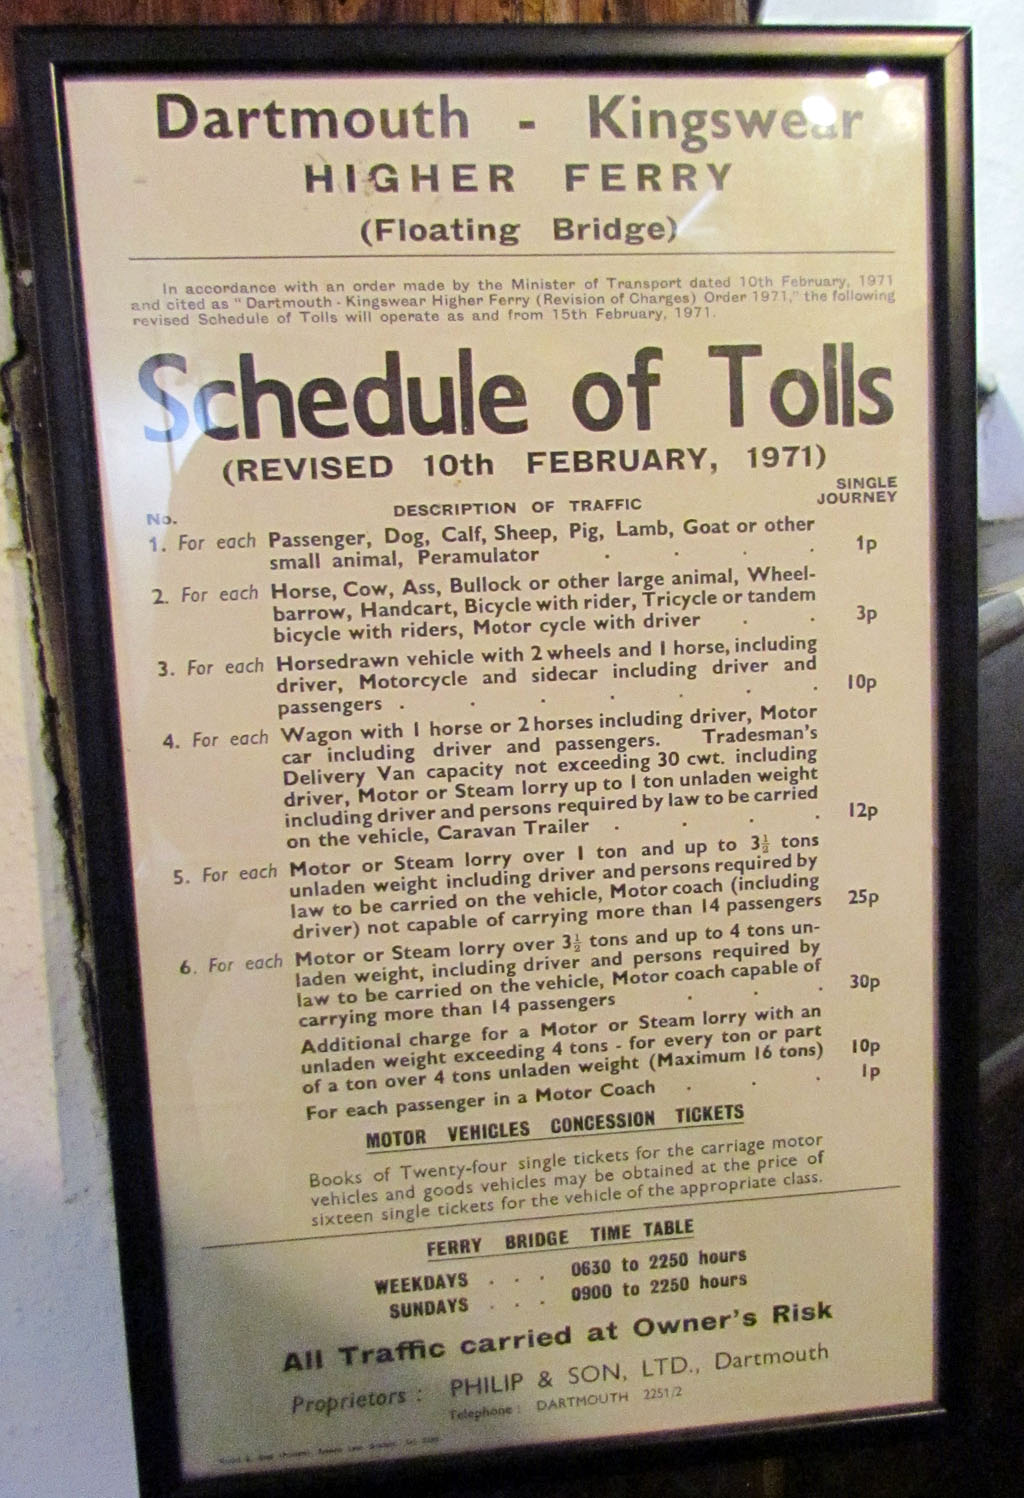 Dartmouth - Kingswear
HIGHER FERRY
(Floating Bridge)
In accordance with an order made by the Minister of Transport dated 10th February, 1971
and cited as "Dartmouth - Kingswear Higher Ferry (Revision of Charges) Order 1971," the following
revised Schedule of Tolls will operate as and from 15th February, 1971.
Schedule of Tolls
(REVISED 10th FEBRUARY, 1971)
No. DESCRIPTION OF TRAFFIC SINGLE JOURNEY
1. For each Passenger, Dog, Calf, Sheep, Pig, Lamb, Goat or other
small animal, Peramulator . . . . 1p
2. For each Horse, Cow, Ass, Bullock or other large animal, Wheel-
barrow, Handcart, Bicycle with rider, Tricycle or tandem
bicycle with riders, Motor cycle with driver . . 3p
3. For each Horsedrawn vehicle with 2 wheels and 1 horse, including
driver, Motorcycle and sidecar including driver and
passengers . . . . . . . 10p
4. For each Wagon with 1 horse or 2 horses including driver, Motor
car including driver and passengers. Tradesman's
Delivery Van capacity not exceeding 30 cwt. including
driver, Motor or Steam lorry up to 1 ton unladen weight
including driver and persons required by law to be carried
on the vehicle, Caravan Trailer . . . . 12p
5. For each Motor or Steam lorry over 1 ton and up to 3½ tons
unladen weight including driver and persons required by
law to be carried on the vehicle, Motor coach (including
driver) not capable of carrying more than 14 passengers 25p
6. For each Motor or Steam lorry over 3½ tons and up to 4 tons un-
laden weight, including driver and persons required by
law to be carried on the vehicle, Motor coach capable of
carrying more than 14 passengers . . . 30p
Additional charge for a Motor or Steam lorry with an
unladen weight exceeding 4 tons - for every ton or part
of a ton over 4 tons unladen weight (Maximum 16 tons) 10p
For each passenger in a Motor Coach . . . 1p
MOTOR VEHICLES CONCESSION TICKETS
Books of Twenty-four single tickets for the carriage motor
vehicles and goods vehicles may be obtained at the price of
sixteen single tickets for the vehicle of the appropriate class.
FERRY BRIDGE TIME TABLE
WEEKDAYS . . . 0630 to 2250 hours
SUNDAYS . . . 0900 to 2250 hours
All Traffic carried at Owner's Risk
Proprietors : PHILIP & SON, LTD., Dartmouth
Telephone : DARTMOUTH 2251/2